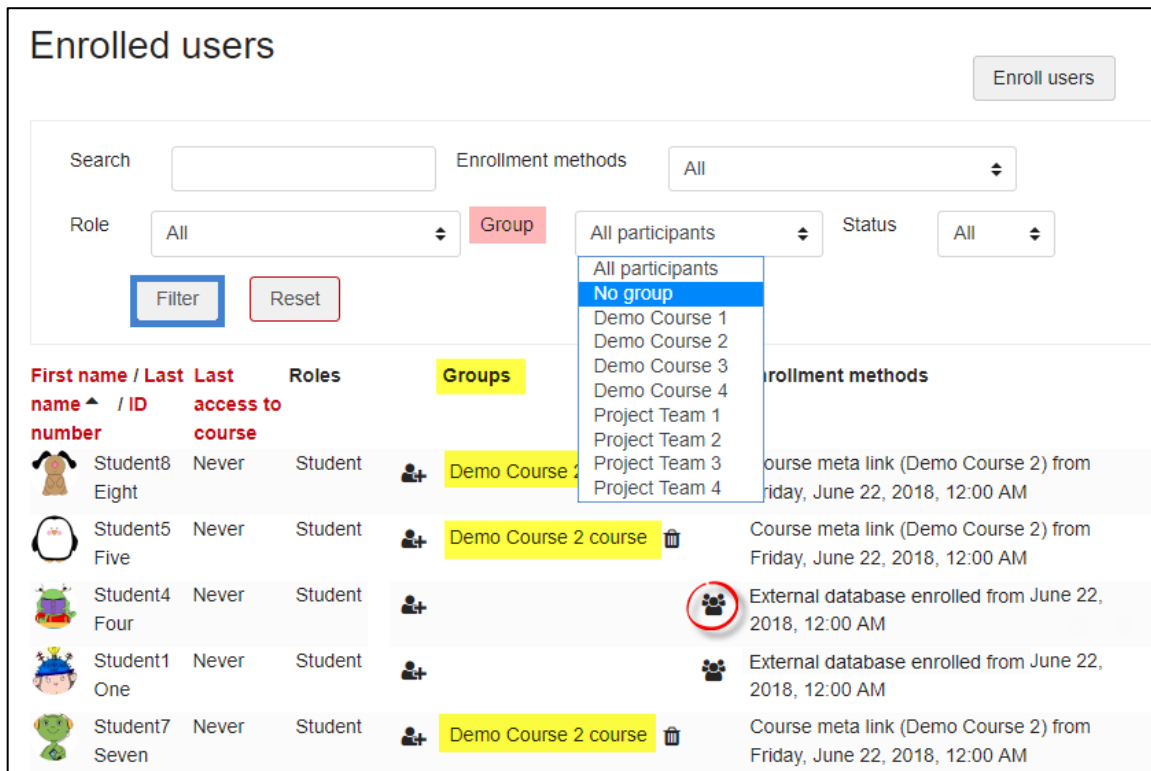 Enrolled users
Enroll users
Search
Enrollment methods
All
Role
All
Group
All participants
Status
All
Filter
Reset
All participants
No group
Demo Course 1
Demo Course 2
Demo Course 3
Demo Course 4
Project Team 1
Project Team 2
Project Team 3
Project Team 4
First name / Last
name / ID
number
Last
access to
course
Roles
Groups
methods
Student8
Eight
Never
Student
Demo Course
meta link (Demo Course 2) from
June 22, 2018, 12:00 AM
Student5
Five
Never
Student
Demo Course 2 course
Course meta link (Demo Course 2) from
Friday, June 22, 2018, 12:00 AM
Student4
Four
Never
Student
External database enrolled from June 22,
2018, 12:00 AM
Student1
One
Never
Student
External database enrolled from June 22,
2018, 12:00 AM
Student7
Seven
Never
Student
Demo Course 2 course
Course meta link (Demo Course 2) from
Friday, June 22, 2018, 12:00 AM